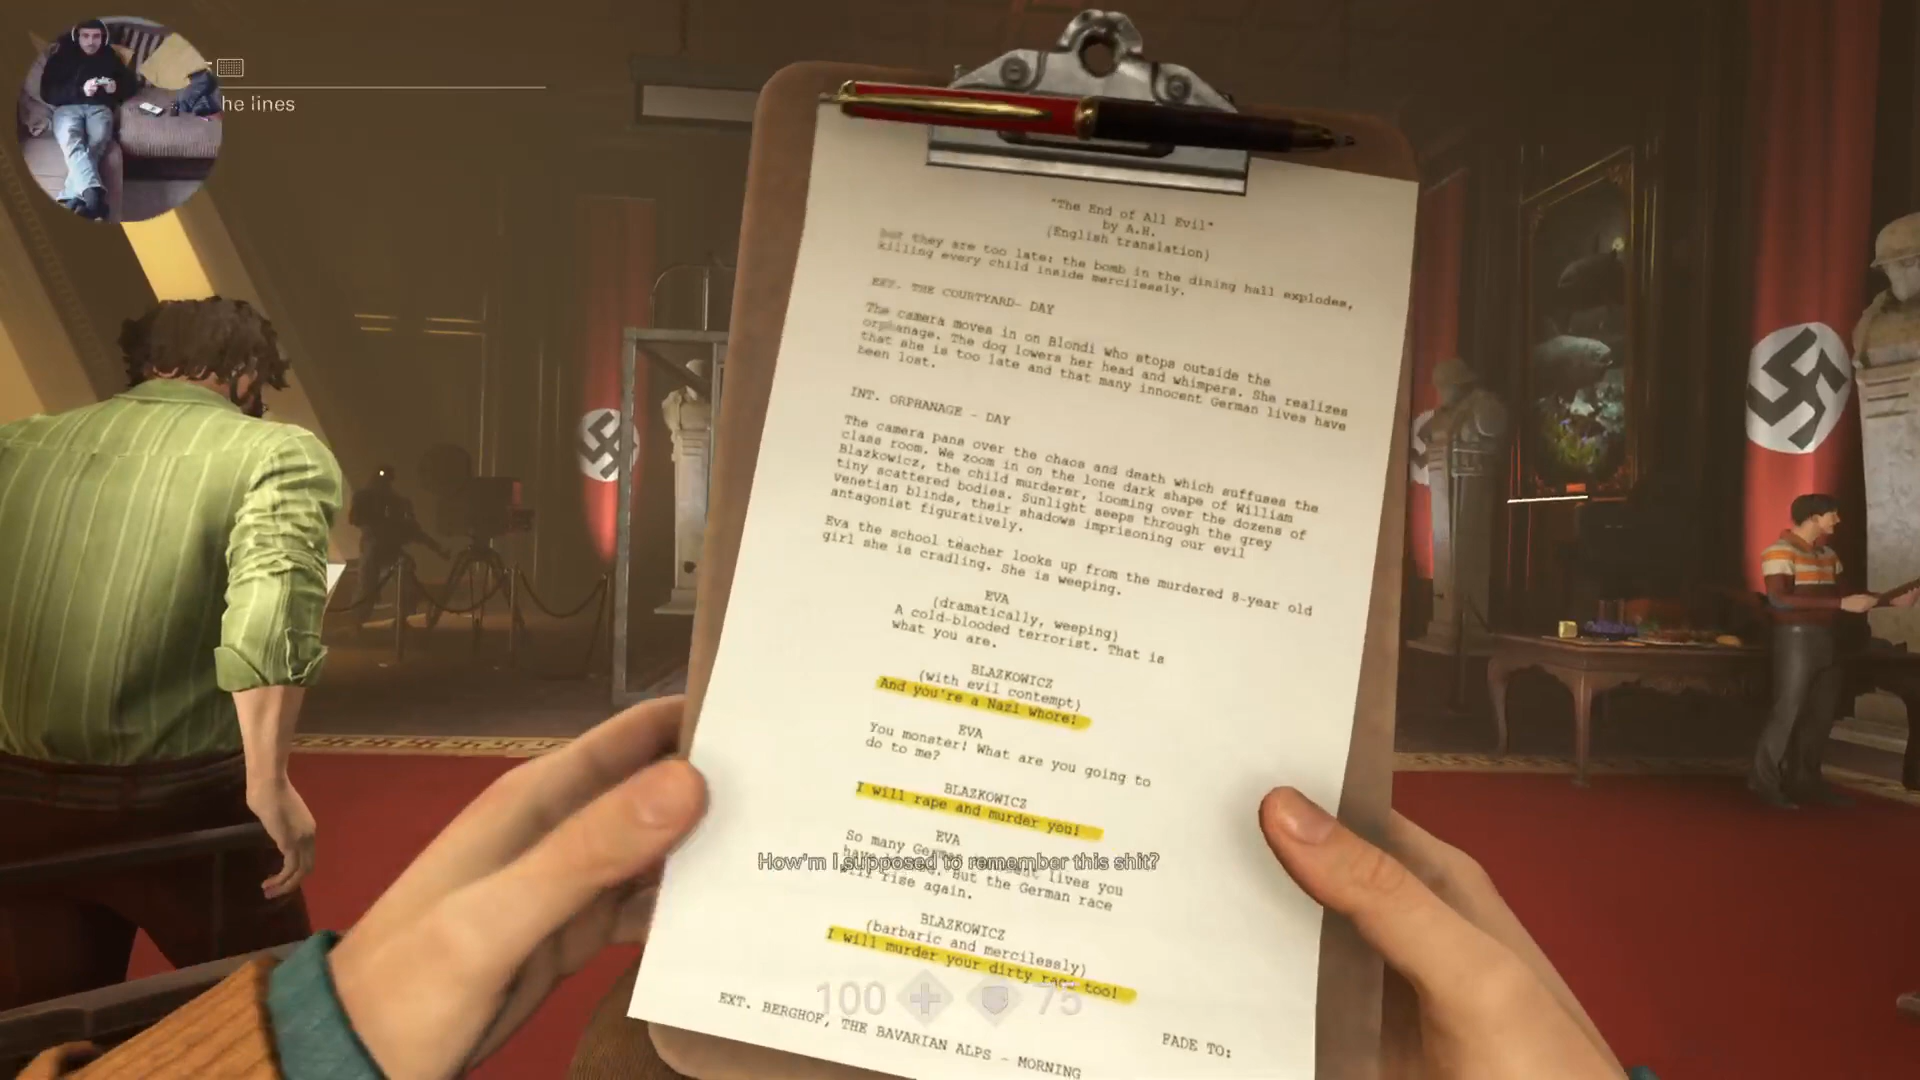 he lines
"The End of All Evil"
by A.H.
(English translation)
but they are too late: the bomb in the dining hall explodes,
killing every child inside mercilessly.
EXT. THE COURTYARD- DAY
The camera moves in on Blondi who stops outside the
orphanage. The dog lowers her head and whimpers. She realizes
that she is too late and that many innocent German lives have
been lost.
INT. ORPHANAGE - DAY
The camera pans over the chaos and death which suffuses the
class room. We zoom in on the lone dark shape of William
Blazkowicz, the child murderer, looming over the dozens of
tiny scattered bodies. Sunlight seeps through the grey
venetian blinds, their shadows imprisoning our evil
antagonist figuratively.
Eva the school teacher looks up from the murdered 8-year old
girl she is cradling. She is weeping.
EVA
(dramatically, weeping)
A cold-blooded terrorist. That is
what you are.
BLAZKOWICZ
(with evil contempt)
And you're a Nazi whore!
EVA
You monster! What are you going to
do to me?
BLAZKOWICZ
I will rape and murder you!
EVA
So many
How'm I supposed to remember this shit?
lives you
But the German race
will rise again.
BLAZKOWICZ
(barbaric and mercilessly)
I will murder your dirty race too!
100 75
FADE TO:
EXT. BERGHOF, THE BAVARIAN ALPS - MORNING